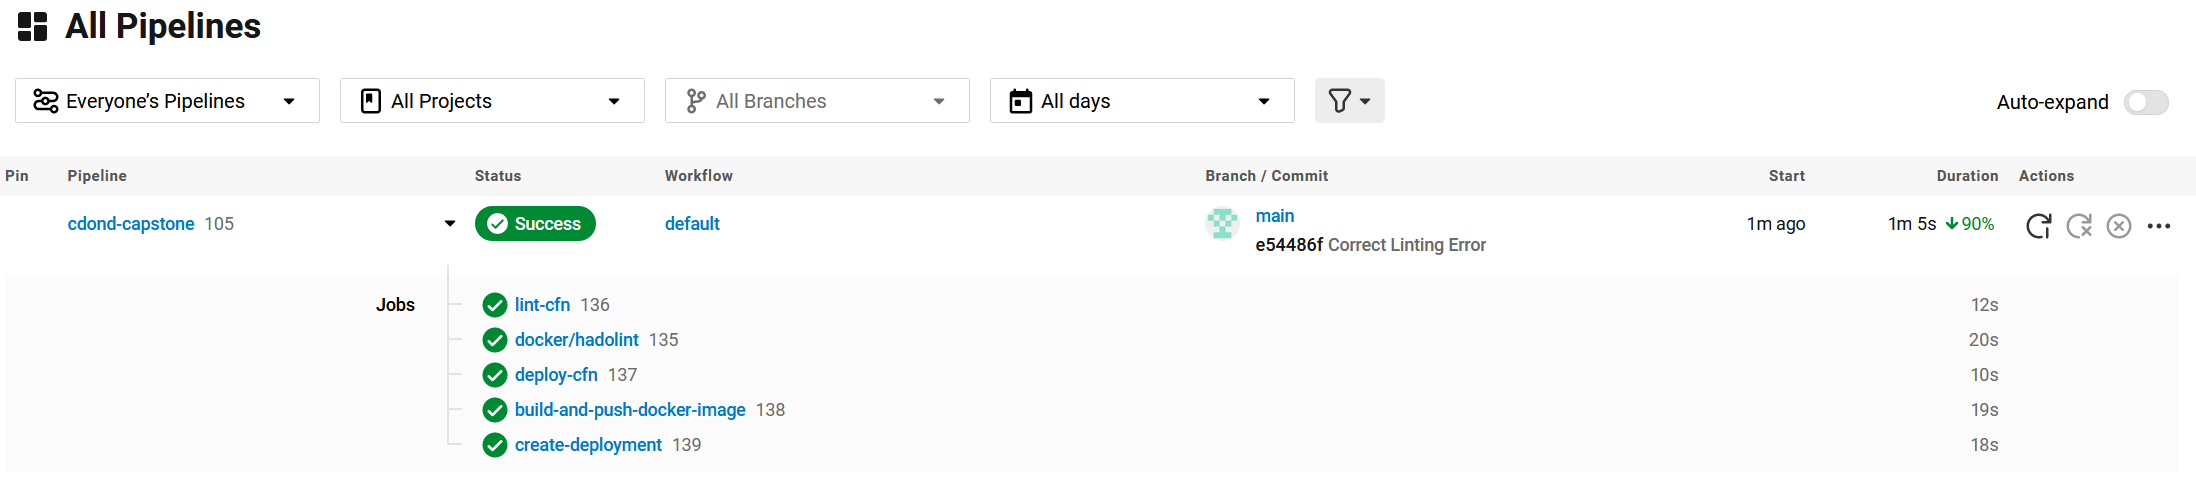 All Pipelines
Everyone’s Pipelines All Projects All Branches All days Auto-expand
Pin Pipeline Status Workflow Branch / Commit Start Duration Actions
cdond-capstone 105 Success default main 1m ago 1m 5s 90%
e54486f Correct Linting Error
Jobs lint-cfn 136 12s
docker/hadolint 135 20s
deploy-cfn 137 10s
build-and-push-docker-image 138 19s
create-deployment 139 18s